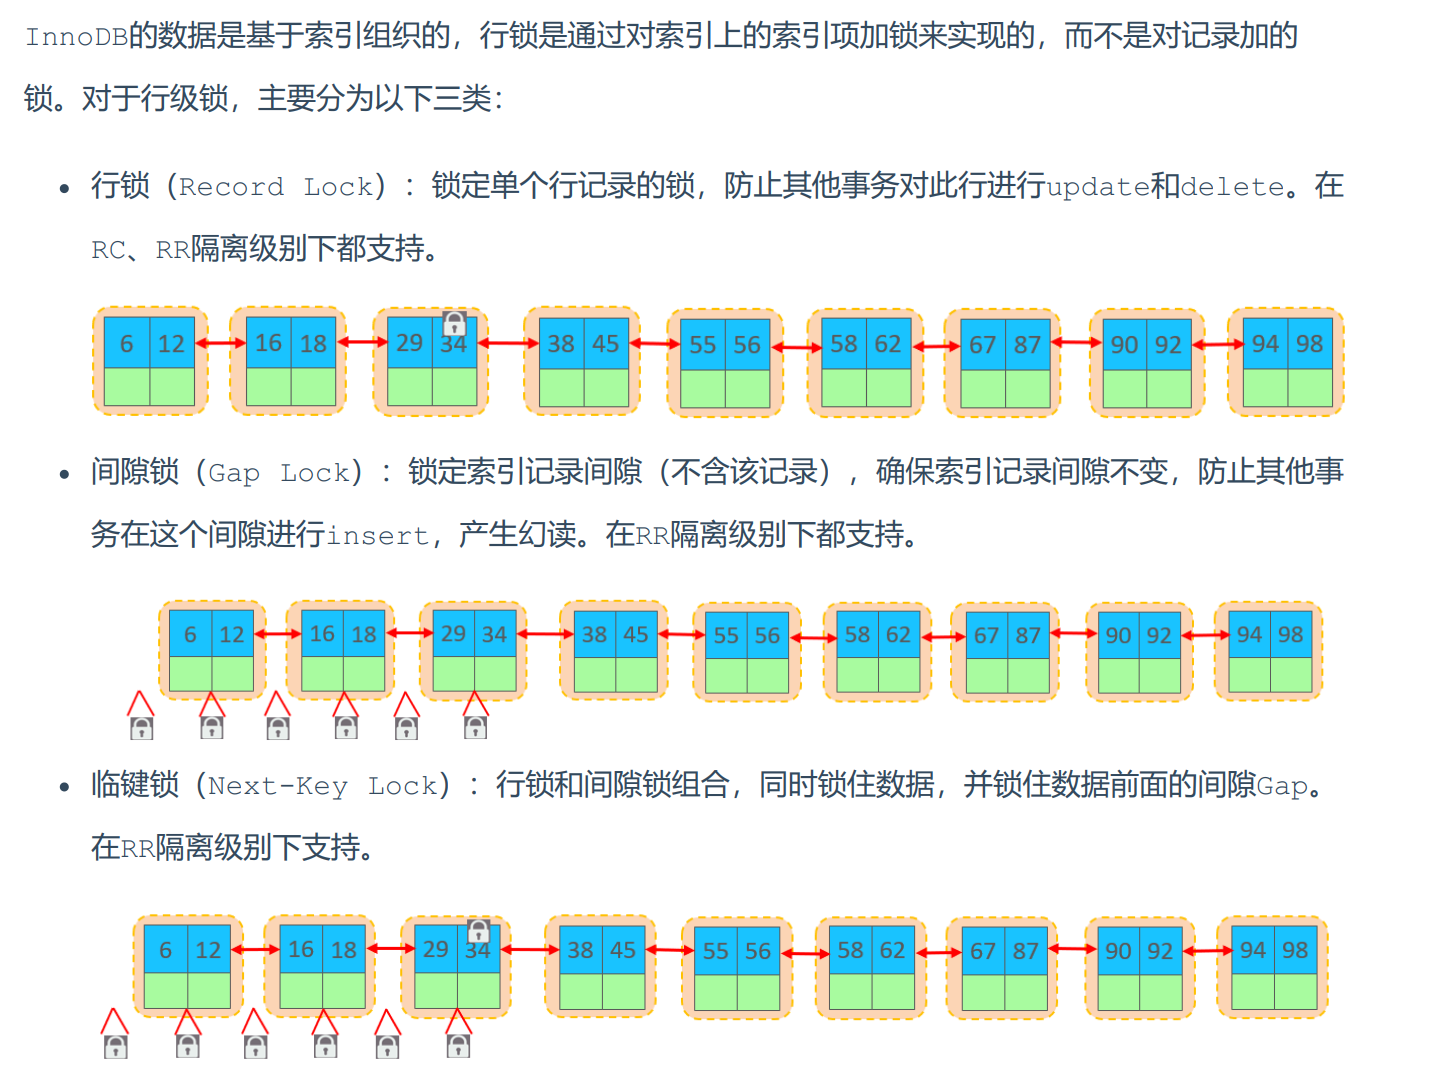 InnoDB的数据是基于索引组织的，行锁是通过对索引上的索引项加锁来实现的，而不是对记录加的
锁。对于行级锁，主要分为以下三类：
• 行锁（Record Lock）：锁定单个行记录的锁，防止其他事务对此行进行update和delete。在
RC、RR隔离级别下都支持。
6 12 16 18 29 34 38 45 55 56 58 62 67 87 90 92 94 98
• 间隙锁（Gap Lock）：锁定索引记录间隙（不含该记录），确保索引记录间隙不变，防止其他事
务在这个间隙进行insert，产生幻读。在RR隔离级别下都支持。
6 12 16 18 29 34 38 45 55 56 58 62 67 87 90 92 94 98
• 临键锁（Next-Key Lock）：行锁和间隙锁组合，同时锁住数据，并锁住数据前面的间隙Gap。
在RR隔离级别下支持。
6 12 16 18 29 34 38 45 55 56 58 62 67 87 90 92 94 98